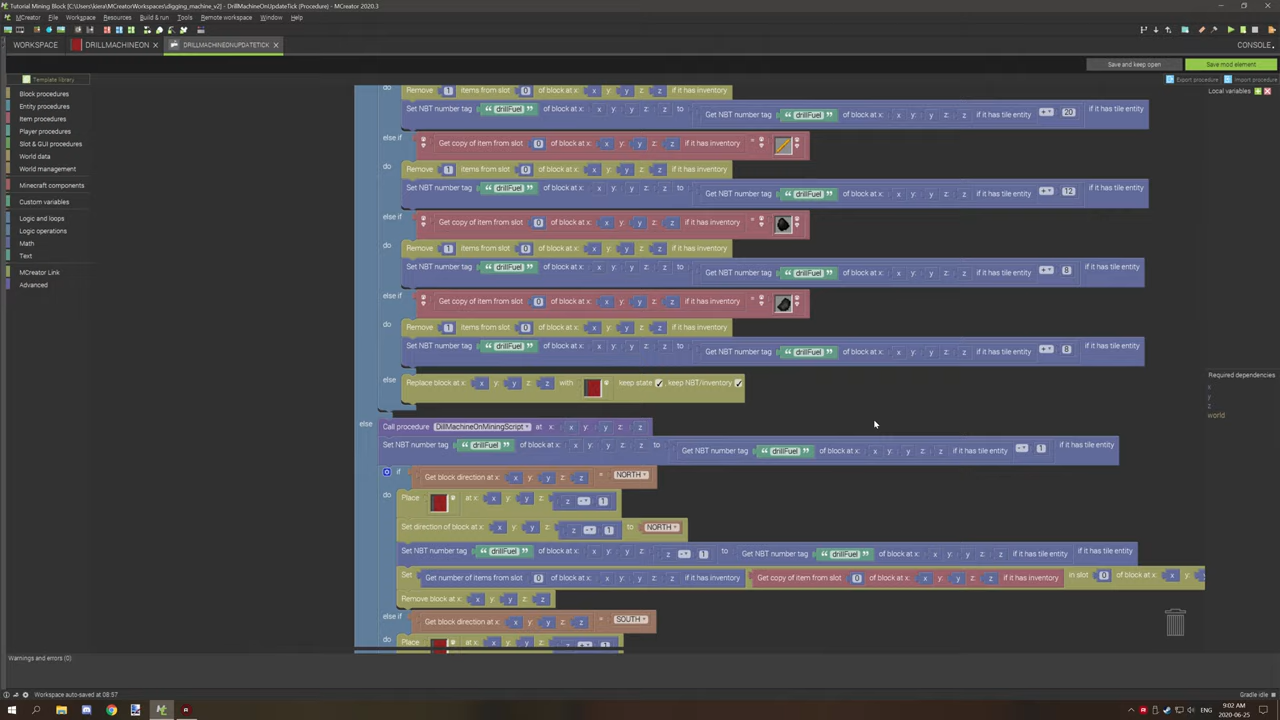 Tutorial Mining Block [C:\Users\kiera\MCreatorWorkspaces\digging_machine_v2] - DrillMachineOnUpdateTick (Procedure) - MCreator 2020.3
MCreator File Workspace Resources Build & run Tools Remote workspace Window Help
WORKSPACE DRILLMACHINEON × DRILLMACHINEONUPDATETICK × CONSOLE
Save and keep open Save mod element
Template library Export procedure Import procedure
Local variables
Block procedures
Entity procedures
Item procedures
Player procedures
Slot & GUI procedures
World data
World management
Minecraft components
Custom variables
Logic and loops
Logic operations
Math
Text
MCreator Link
Advanced
do Remove 1 items from slot 0 of block at x: x y: y z: z if it has inventory
Set NBT number tag “drillFuel” of block at x: x y: y z: z to Get NBT number tag “drillFuel” of block at x: x y: y z: z if it has tile entity + 20 if it has tile entity
else if Get copy of item from slot 0 of block at x: x y: y z: z if it has inventory =
do Remove 1 items from slot 0 of block at x: x y: y z: z if it has inventory
Set NBT number tag “drillFuel” of block at x: x y: y z: z to Get NBT number tag “drillFuel” of block at x: x y: y z: z if it has tile entity + 12 if it has tile entity
else if Get copy of item from slot 0 of block at x: x y: y z: z if it has inventory =
do Remove 1 items from slot 0 of block at x: x y: y z: z if it has inventory
Set NBT number tag “drillFuel” of block at x: x y: y z: z to Get NBT number tag “drillFuel” of block at x: x y: y z: z if it has tile entity + 8 if it has tile entity
else if Get copy of item from slot 0 of block at x: x y: y z: z if it has inventory =
do Remove 1 items from slot 0 of block at x: x y: y z: z if it has inventory
Set NBT number tag “drillFuel” of block at x: x y: y z: z to Get NBT number tag “drillFuel” of block at x: x y: y z: z if it has tile entity + 8 if it has tile entity
else Replace block at x: x y: y z: z with keep state ✓, keep NBT/inventory ✓
else Call procedure DillMachineOnMiningScript at x: x y: y z: z
Set NBT number tag “drillFuel” of block at x: x y: y z: z to Get NBT number tag “drillFuel” of block at x: x y: y z: z if it has tile entity - 1 if it has tile entity
if Get block direction at x: x y: y z: z = NORTH
do Place at x: x y: y z: z - 1
Set direction of block at x: x y: y z: z - 1 to NORTH
Set NBT number tag “drillFuel” of block at x: x y: y z: z - 1 to Get NBT number tag “drillFuel” of block at x: x y: y z: z if it has tile entity if it has tile entity
Set Get number of items from slot 0 of block at x: x y: y z: z if it has inventory Get copy of item from slot 0 of block at x: x y: y z: z if it has inventory in slot 0 of block at x: x y:
Remove block at x: x y: y z: z
else if Get block direction at x: x y: y z: z = SOUTH
do Place at x: x y: y z: z + 1
Required dependencies
x
y
z
world
Warnings and errors (0)
Workspace auto-saved at 08:57 Gradle idle
ENG
9:02 AM
2020-06-25